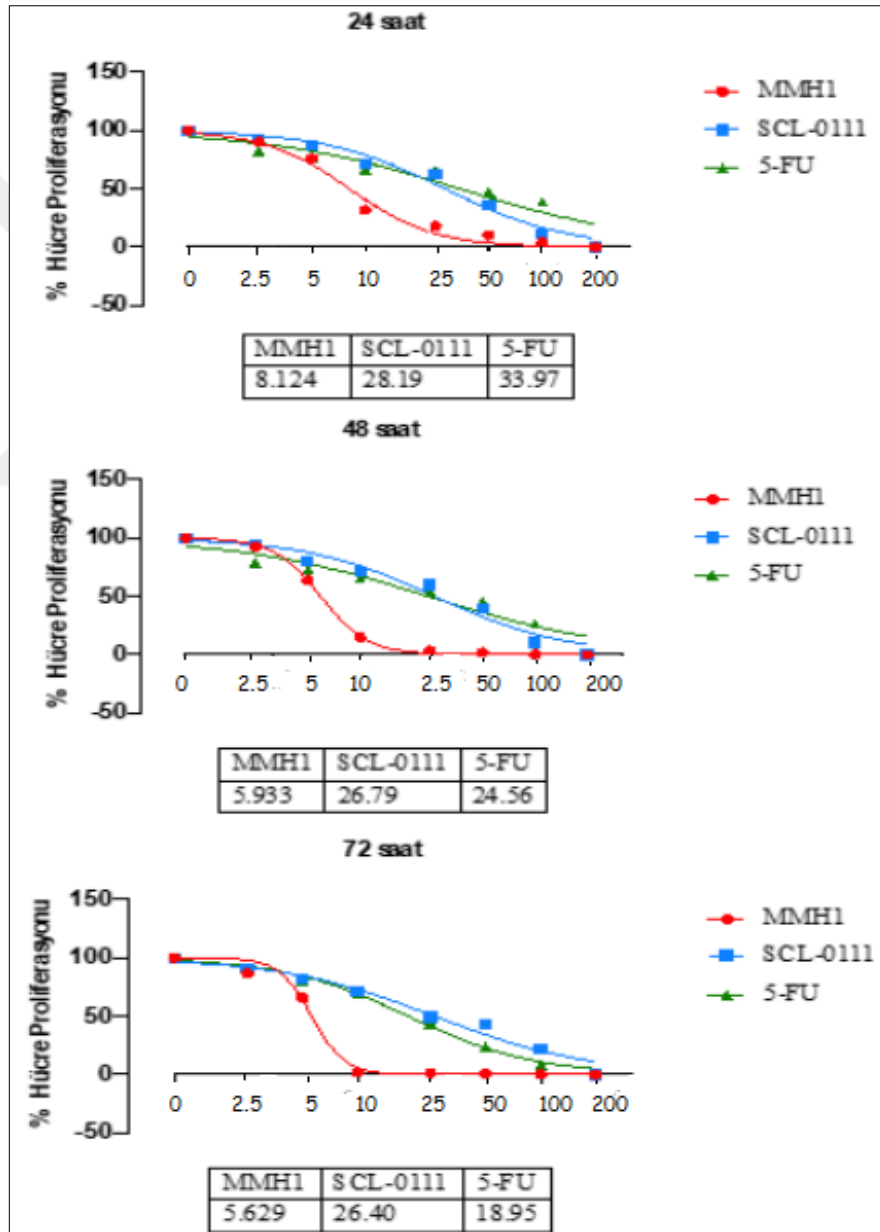 24 saat
% Hücre Proliferasyonu
150
100
50
0
-50
0 2.5 5 10 25 50 100 200
MMH1
SCL-0111
5-FU
MMH1 SCL-0111 5-FU
8.124 28.19 33.97
48 saat
% Hücre Proliferasyonu
150
100
50
0
-50
0 2.5 5 10 2.5 50 100 200
MMH1
SCL-0111
5-FU
MMH1 SCL-0111 5-FU
5.933 26.79 24.56
72 saat
% Hücre Proliferasyonu
150
100
50
0
-50
0 2.5 5 10 25 50 100 200
MMH1
SCL-0111
5-FU
MMH1 SCL-0111 5-FU
5.629 26.40 18.95